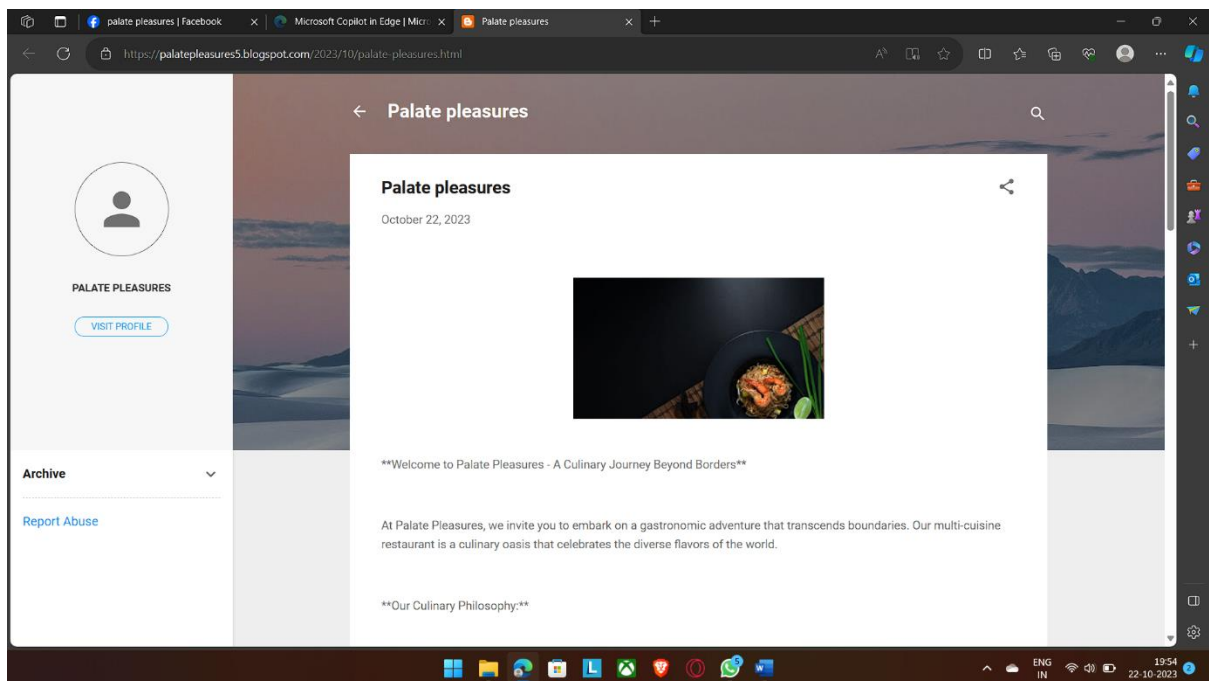 palate pleasures | Facebook
Microsoft Copilot in Edge | Micro
Palate pleasures
https://palatepleasures5.blogspot.com/2023/10/palate-pleasures.html
Palate pleasures
Palate pleasures
October 22, 2023
PALATE PLEASURES
VISIT PROFILE
Archive
Report Abuse
**Welcome to Palate Pleasures - A Culinary Journey Beyond Borders**
At Palate Pleasures, we invite you to embark on a gastronomic adventure that transcends boundaries. Our multi-cuisine
restaurant is a culinary oasis that celebrates the diverse flavors of the world.
**Our Culinary Philosophy:**
ENG
IN
19:54
22-10-2023